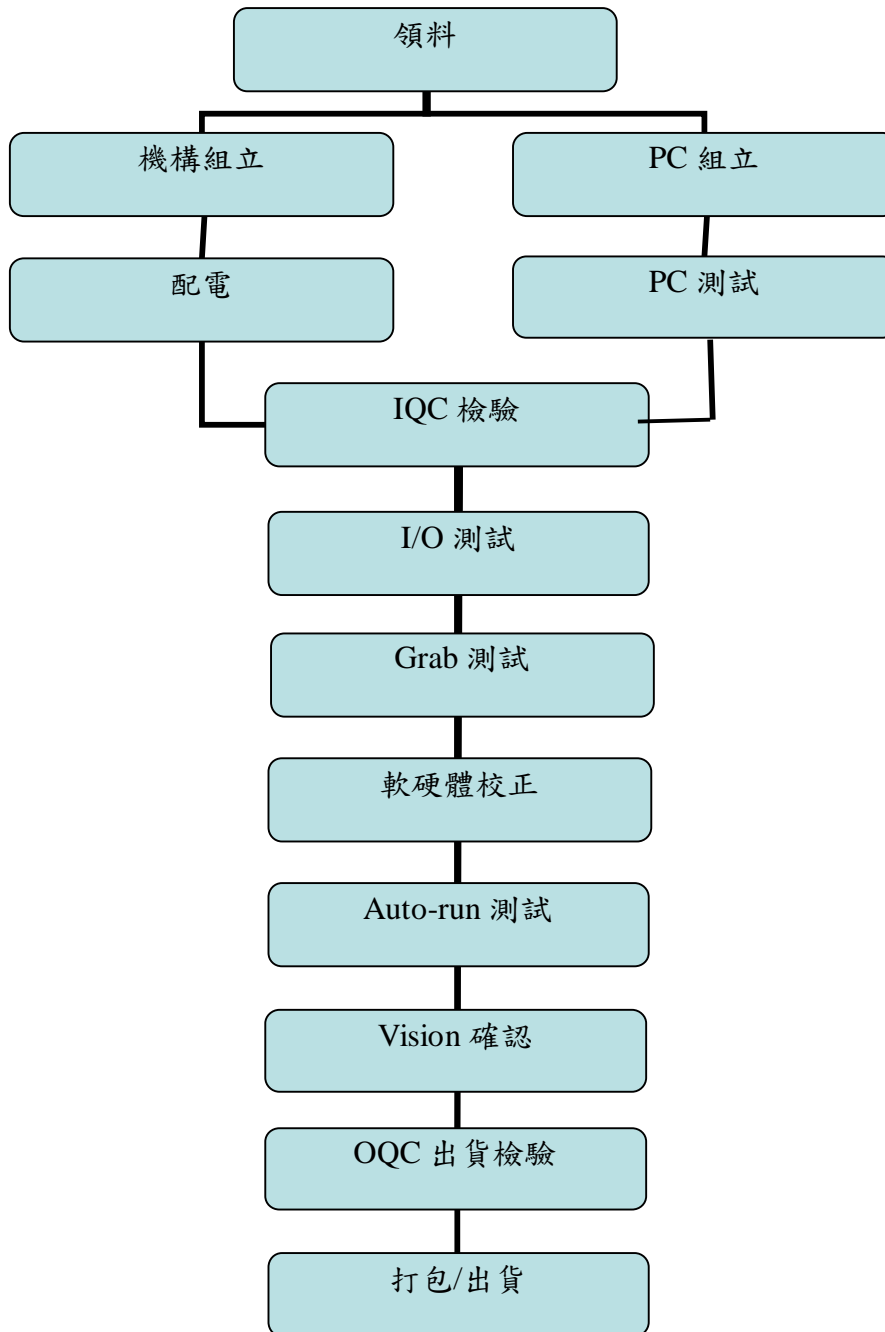 領料
機構組立
PC 組立
配電
PC 測試
IQC 檢驗
I/O 測試
Grab 測試
軟硬體校正
Auto-run 測試
Vision 確認
OQC 出貨檢驗
打包/出貨